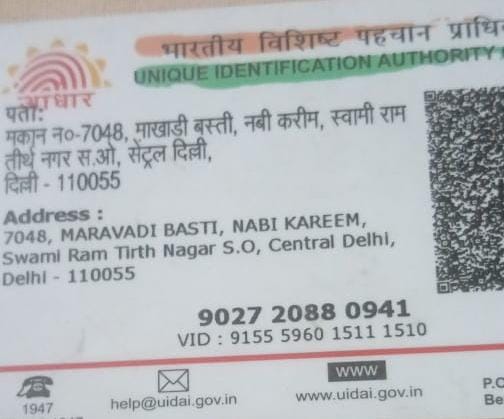 भारतीय विशिष्ट पहचान
UNIQUE IDENTIFICATION AUTHORITY
आधार
पता:
मकान न०-7048, मारवाडी बस्ती, नबी करीम, स्वामी राम
तीर्थ नगर स.ओ, सेंट्रल दिल्ली,
दिल्ली - 110055
Address :
7048, MARAVADI BASTI, NABI KAREEM,
Swami Ram Tirth Nagar S.O, Central Delhi,
Delhi - 110055
9027 2088 0941
VID : 9155 5960 1511 1510
WWW
1947
help@uidai.gov.in
www.uidai.gov.in